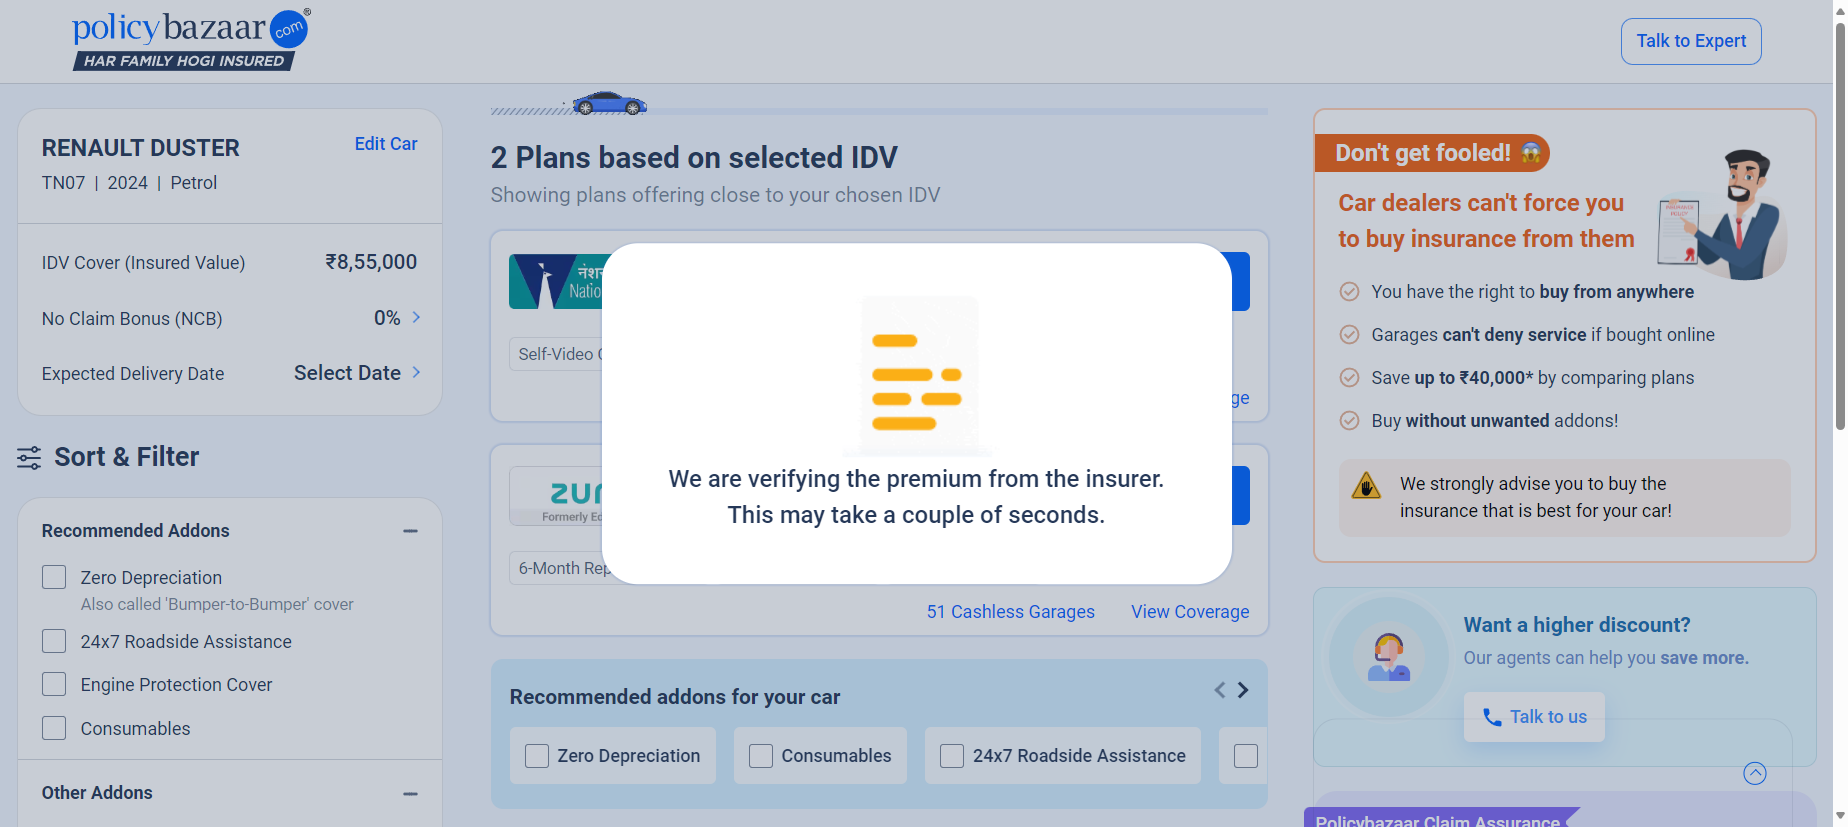 policybazaar com ®
HAR FAMILY HOGI INSURED
Talk to Expert
RENAULT DUSTER
Edit Car
TN07 | 2024 | Petrol
IDV Cover (Insured Value)
₹8,55,000
No Claim Bonus (NCB)
0%
Expected Delivery Date
Select Date
Sort & Filter
Recommended Addons
Zero Depreciation
Also called 'Bumper-to-Bumper' cover
24x7 Roadside Assistance
Engine Protection Cover
Consumables
Other Addons
2 Plans based on selected IDV
Showing plans offering close to your chosen IDV
Self-Video
We are verifying the premium from the insurer.
This may take a couple of seconds.
Formerly
6-Month
51 Cashless Garages
View Coverage
Recommended addons for your car
Zero Depreciation
Consumables
24x7 Roadside Assistance
Don't get fooled!
Car dealers can't force you
to buy insurance from them
You have the right to buy from anywhere
Garages can't deny service if bought online
Save up to ₹40,000* by comparing plans
Buy without unwanted addons!
We strongly advise you to buy the
insurance that is best for your car!
Want a higher discount?
Our agents can help you save more.
Talk to us
Policybazaar Claim Assurance